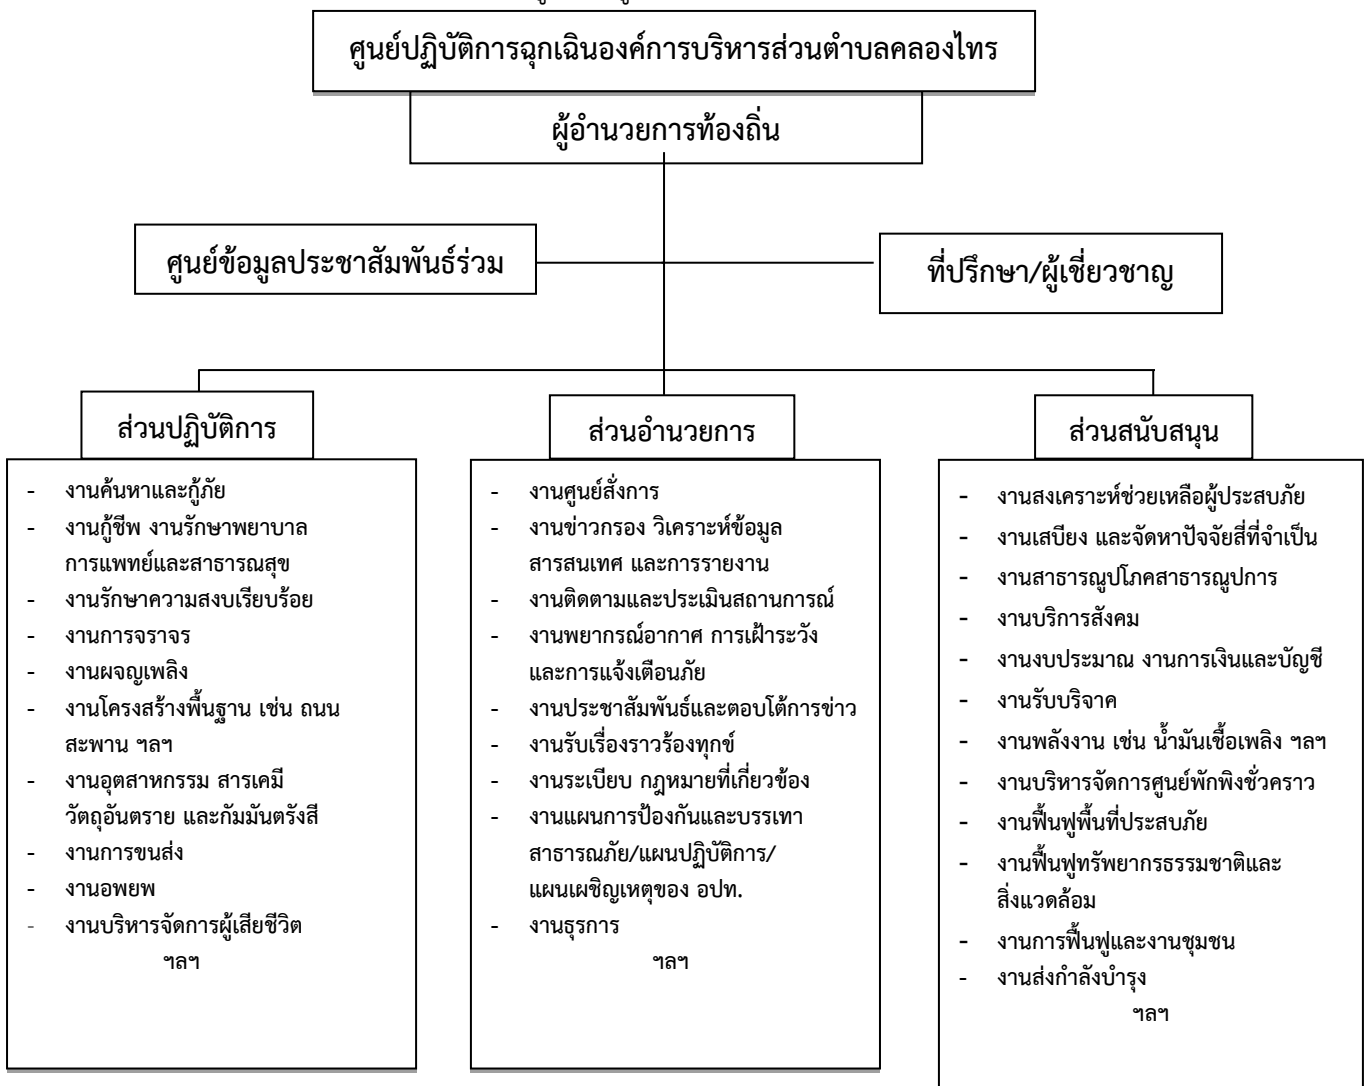 ศูนย์ปฏิบัติการฉุกเฉินองค์การบริหารส่วนตำบลคลองไทร
ผู้อำนวยการท้องถิ่น
ศูนย์ข้อมูลประชาสัมพันธ์ร่วม
ที่ปรึกษา/ผู้เชี่ยวชาญ
ส่วนปฏิบัติการ
- งานค้นหาและกู้ภัย
- งานกู้ชีพ งานรักษาพยาบาล
การแพทย์และสาธารณสุข
- งานรักษาความสงบเรียบร้อย
- งานการจราจร
- งานผจญเพลิง
- งานโครงสร้างพื้นฐาน เช่น ถนน
สะพาน ฯลฯ
- งานอุตสาหกรรม สารเคมี
วัตถุอันตราย และกัมมันตรังสี
- งานการขนส่ง
- งานอพยพ
- งานบริหารจัดการผู้เสียชีวิต
ฯลฯ
ส่วนอำนวยการ
- งานศูนย์สั่งการ
- งานข่าวกรอง วิเคราะห์ข้อมูล
สารสนเทศ และการรายงาน
- งานติดตามและประเมินสถานการณ์
- งานพยากรณ์อากาศ การเฝ้าระวัง
และการแจ้งเตือนภัย
- งานประชาสัมพันธ์และตอบโต้การข่าว
- งานรับเรื่องราวร้องทุกข์
- งานระเบียบ กฎหมายที่เกี่ยวข้อง
- งานแผนการป้องกันและบรรเทา
สาธารณภัย/แผนปฏิบัติการ/
แผนเผชิญเหตุของ อปท.
- งานธุรการ
ฯลฯ
ส่วนสนับสนุน
- งานสงเคราะห์ช่วยเหลือผู้ประสบภัย
- งานเสบียง และจัดหาปัจจัยสี่ที่จำเป็น
- งานสาธารณูปโภคสาธารณูปการ
- งานบริการสังคม
- งานงบประมาณ งานการเงินและบัญชี
- งานรับบริจาค
- งานพลังงาน เช่น น้ำมันเชื้อเพลิง ฯลฯ
- งานบริหารจัดการศูนย์พักพิงชั่วคราว
- งานฟื้นฟูพื้นที่ประสบภัย
- งานฟื้นฟูทรัพยากรธรรมชาติและ
สิ่งแวดล้อม
- งานการฟื้นฟูและงานชุมชน
- งานส่งกำลังบำรุง
ฯลฯ